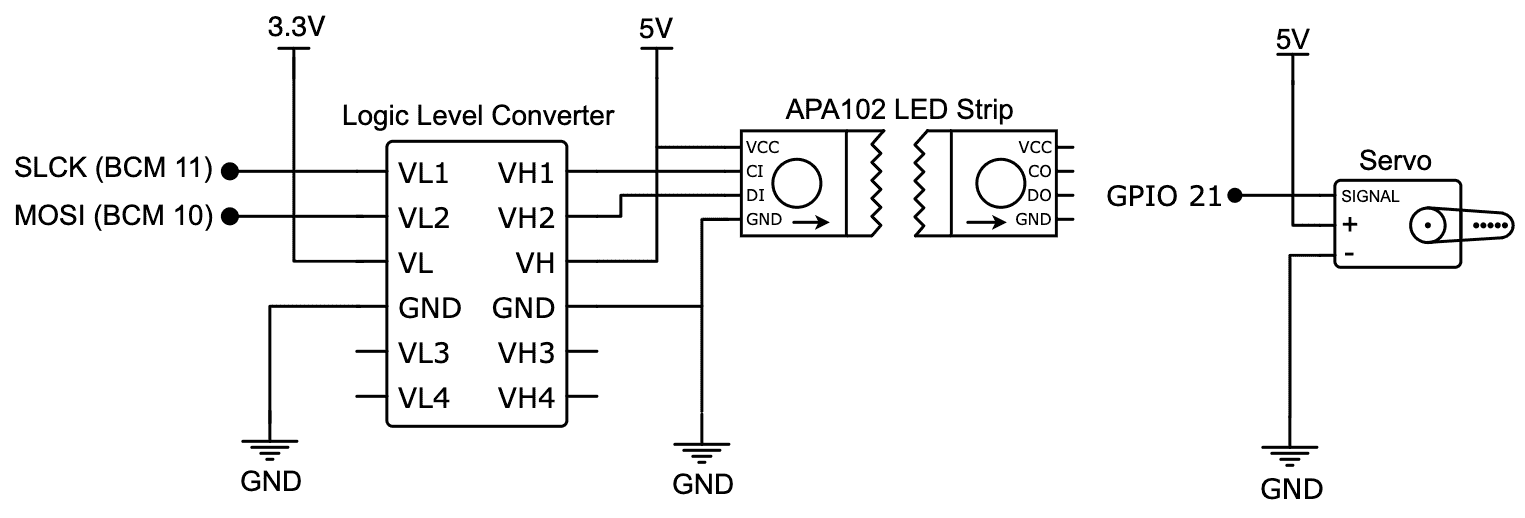 3.3V
5V
5V
Logic Level Converter
APA102 LED Strip
Servo
SLCK (BCM 11)
MOSI (BCM 10)
VL1 VH1
VL2 VH2
VL VH
GND GND
VL3 VH3
VL4 VH4
VCC
CI
DI
GND
VCC
CO
DO
GND
GPIO 21
SIGNAL
+
-
GND
GND
GND